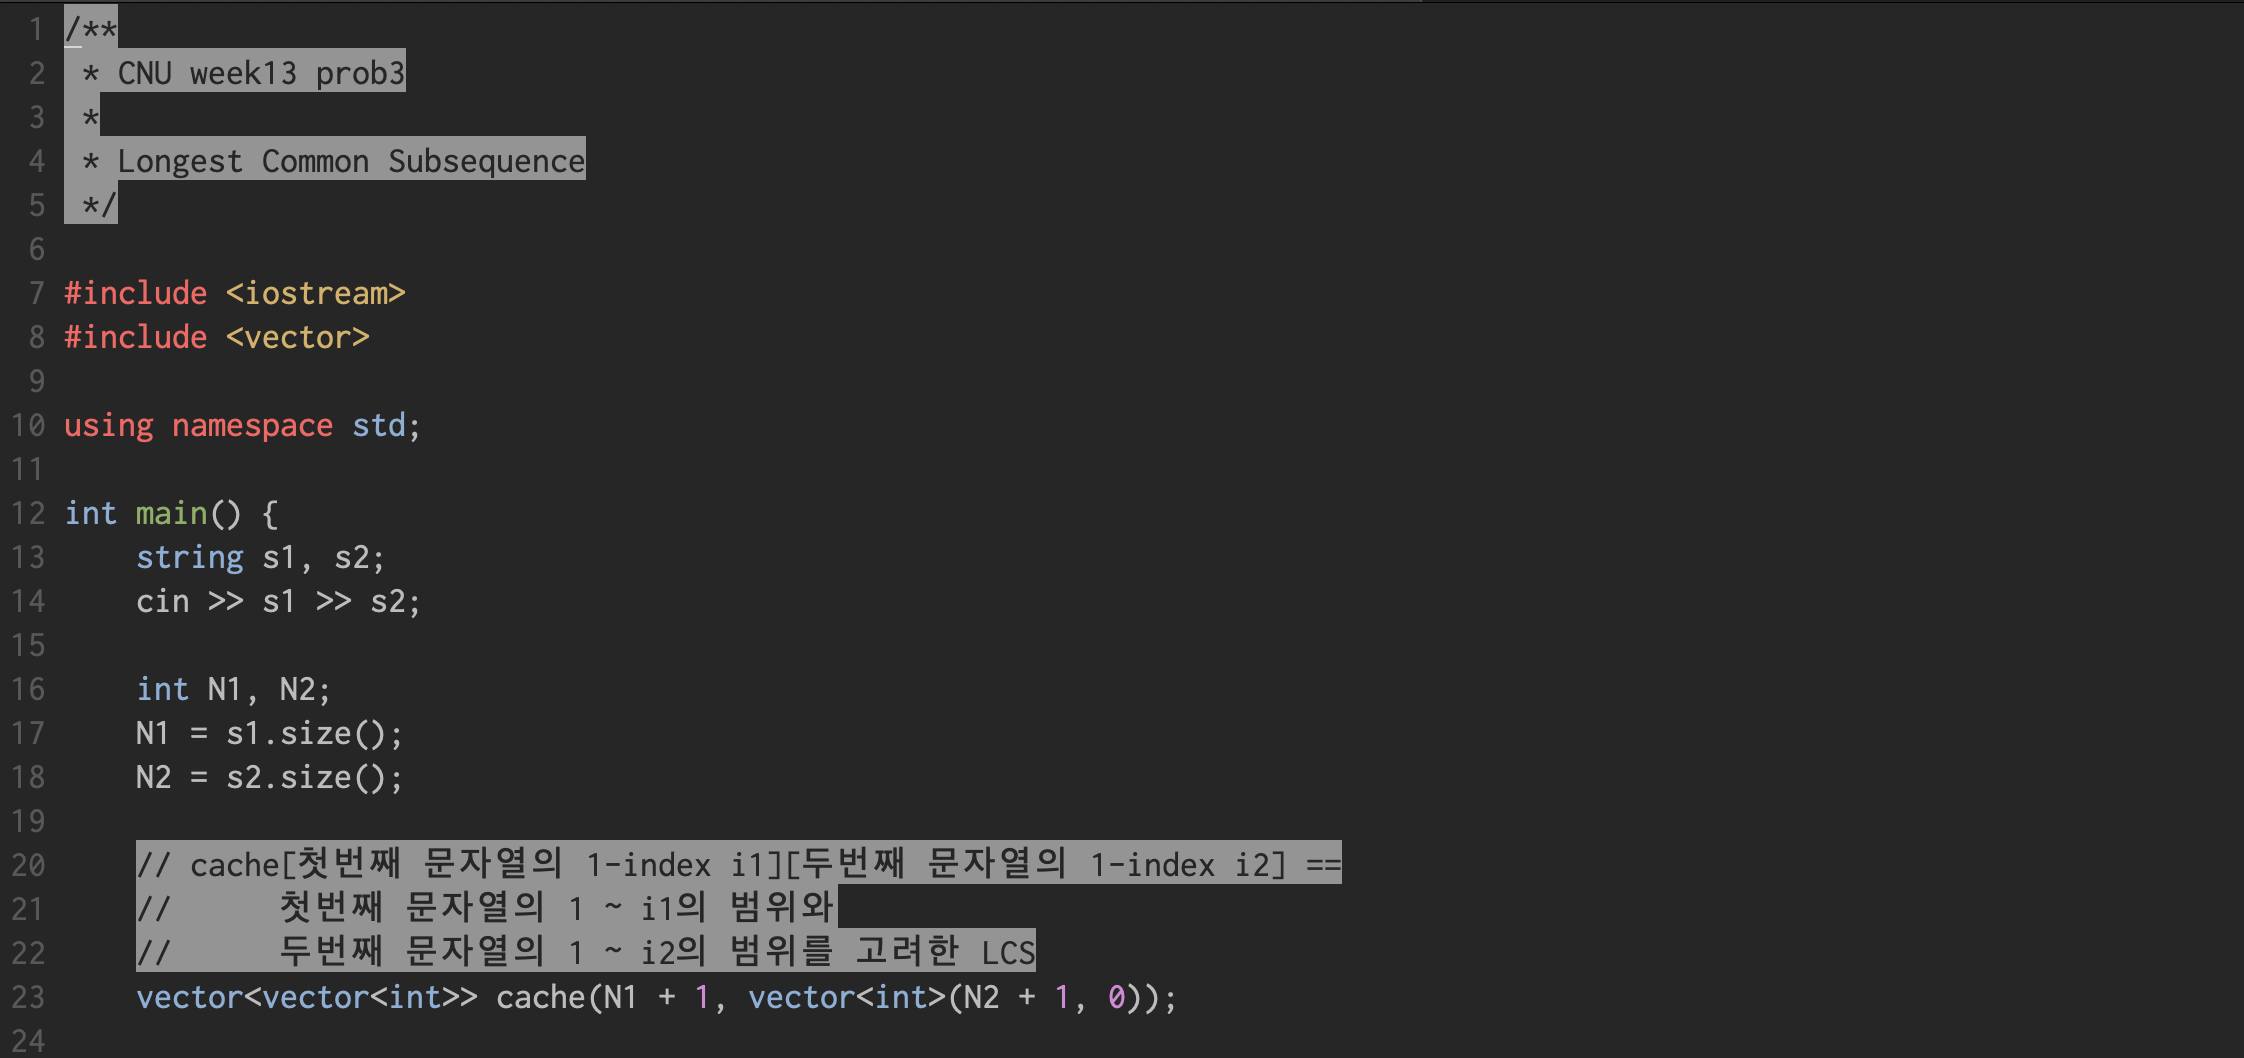 1 /**
2  * CNU week13 prob3
3  *
4  * Longest Common Subsequence
5  */
6
7 #include <iostream>
8 #include <vector>
9
10 using namespace std;
11
12 int main() {
13     string s1, s2;
14     cin >> s1 >> s2;
15
16     int N1, N2;
17     N1 = s1.size();
18     N2 = s2.size();
19
20     // cache[첫번째 문자열의 1-index i1][두번째 문자열의 1-index i2] ==
21     //      첫번째 문자열의 1 ~ i1의 범위와
22     //      두번째 문자열의 1 ~ i2의 범위를 고려한 LCS
23     vector<vector<int>> cache(N1 + 1, vector<int>(N2 + 1, 0));
24